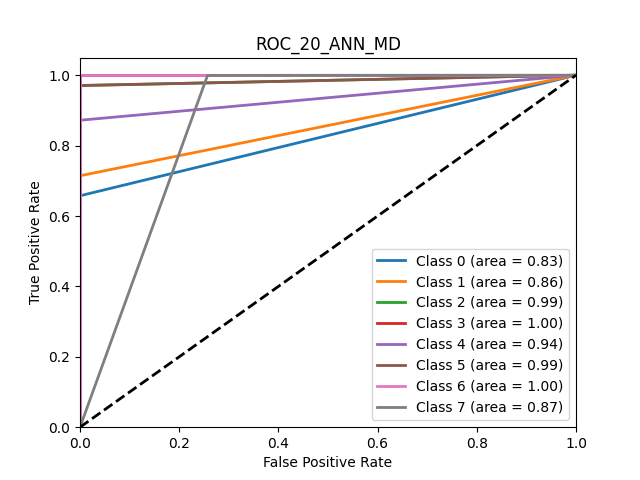 ROC_20_ANN_MD
True Positive Rate
1.0
0.8
0.6
0.4
0.2
0.0
Class 0 (area = 0.83)
Class 1 (area = 0.86)
Class 2 (area = 0.99)
Class 3 (area = 1.00)
Class 4 (area = 0.94)
Class 5 (area = 0.99)
Class 6 (area = 1.00)
Class 7 (area = 0.87)
0.0 0.2 0.4 0.6 0.8 1.0
False Positive Rate